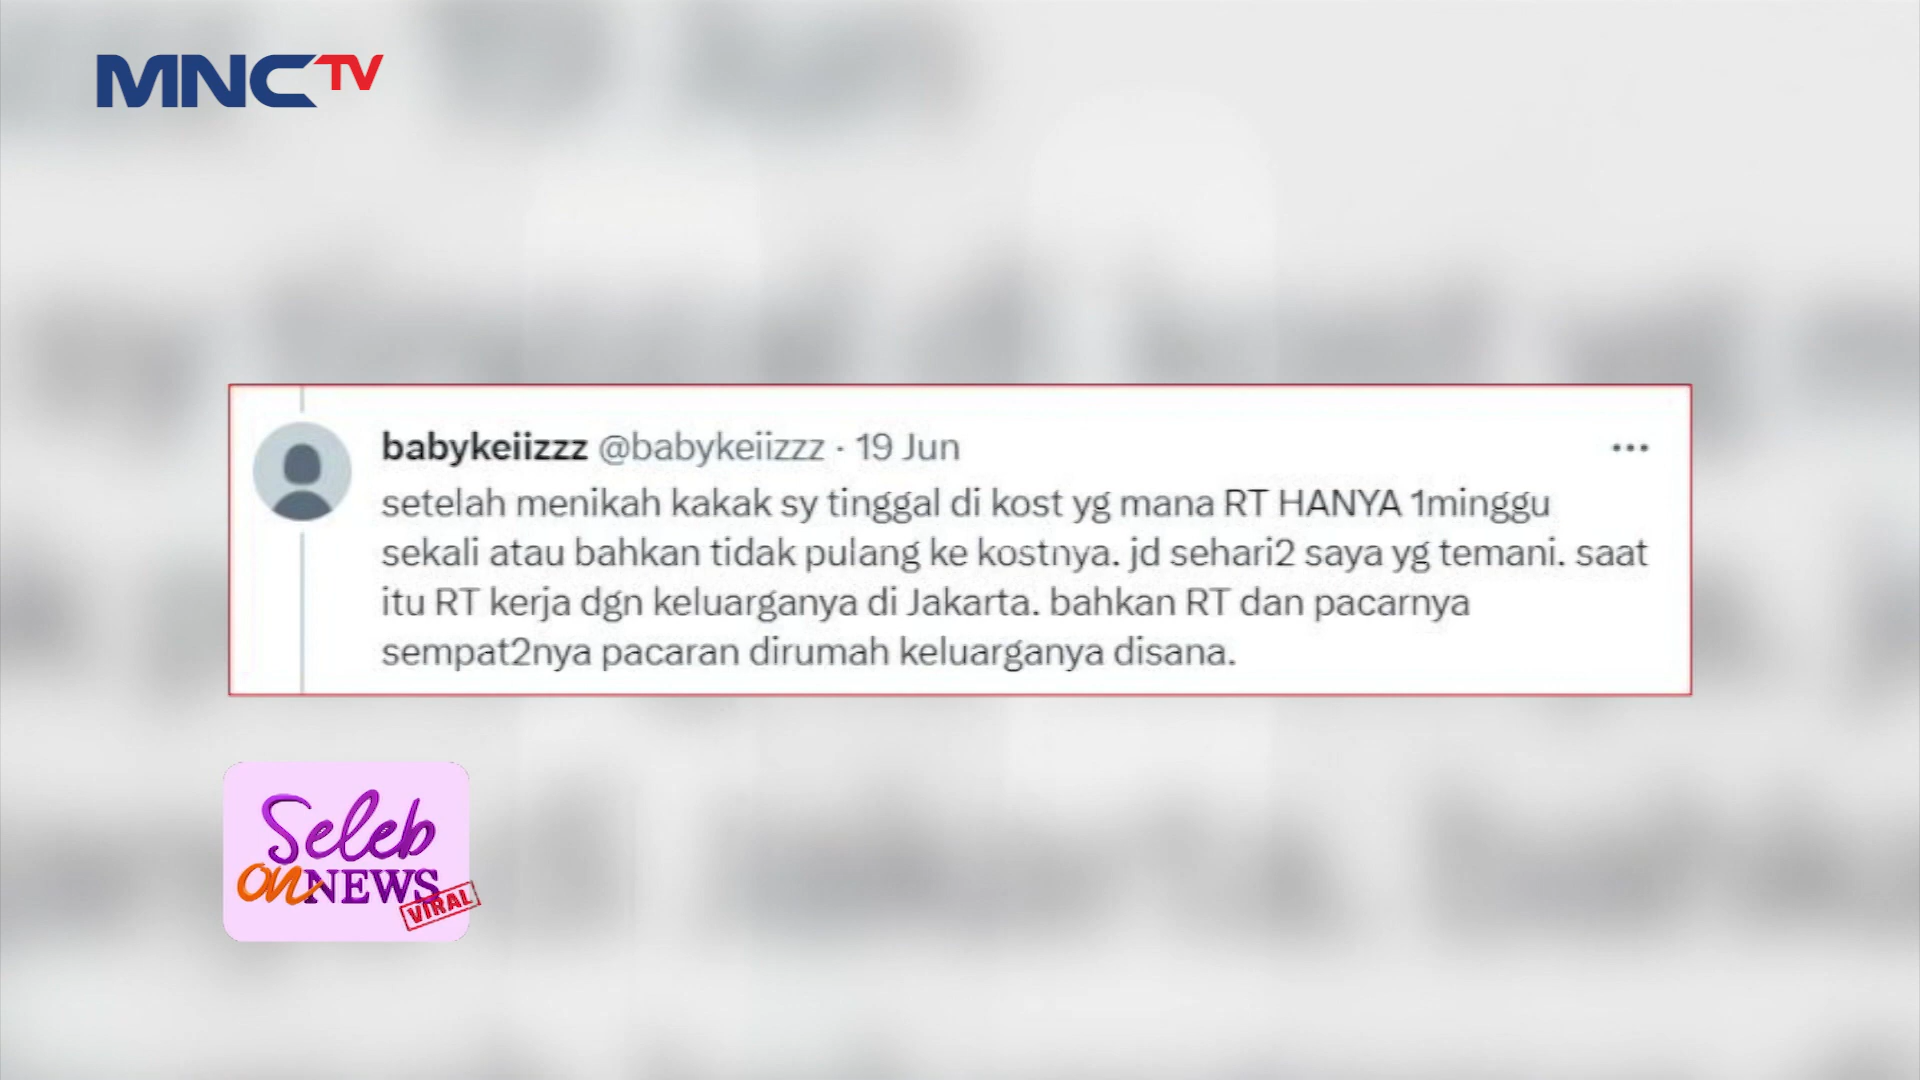 MNCTV
babykeiizzz @babykeiizzz · 19 Jun
setelah menikah kakak sy tinggal di kost yg mana RT HANYA 1minggu
sekali atau bahkan tidak pulang ke kostnya. jd sehari2 saya yg temani. saat
itu RT kerja dgn keluarganya di Jakarta. bahkan RT dan pacarnya
sempat2nya pacaran dirumah keluarganya disana.
Seleb
on NEWS
VIRAL